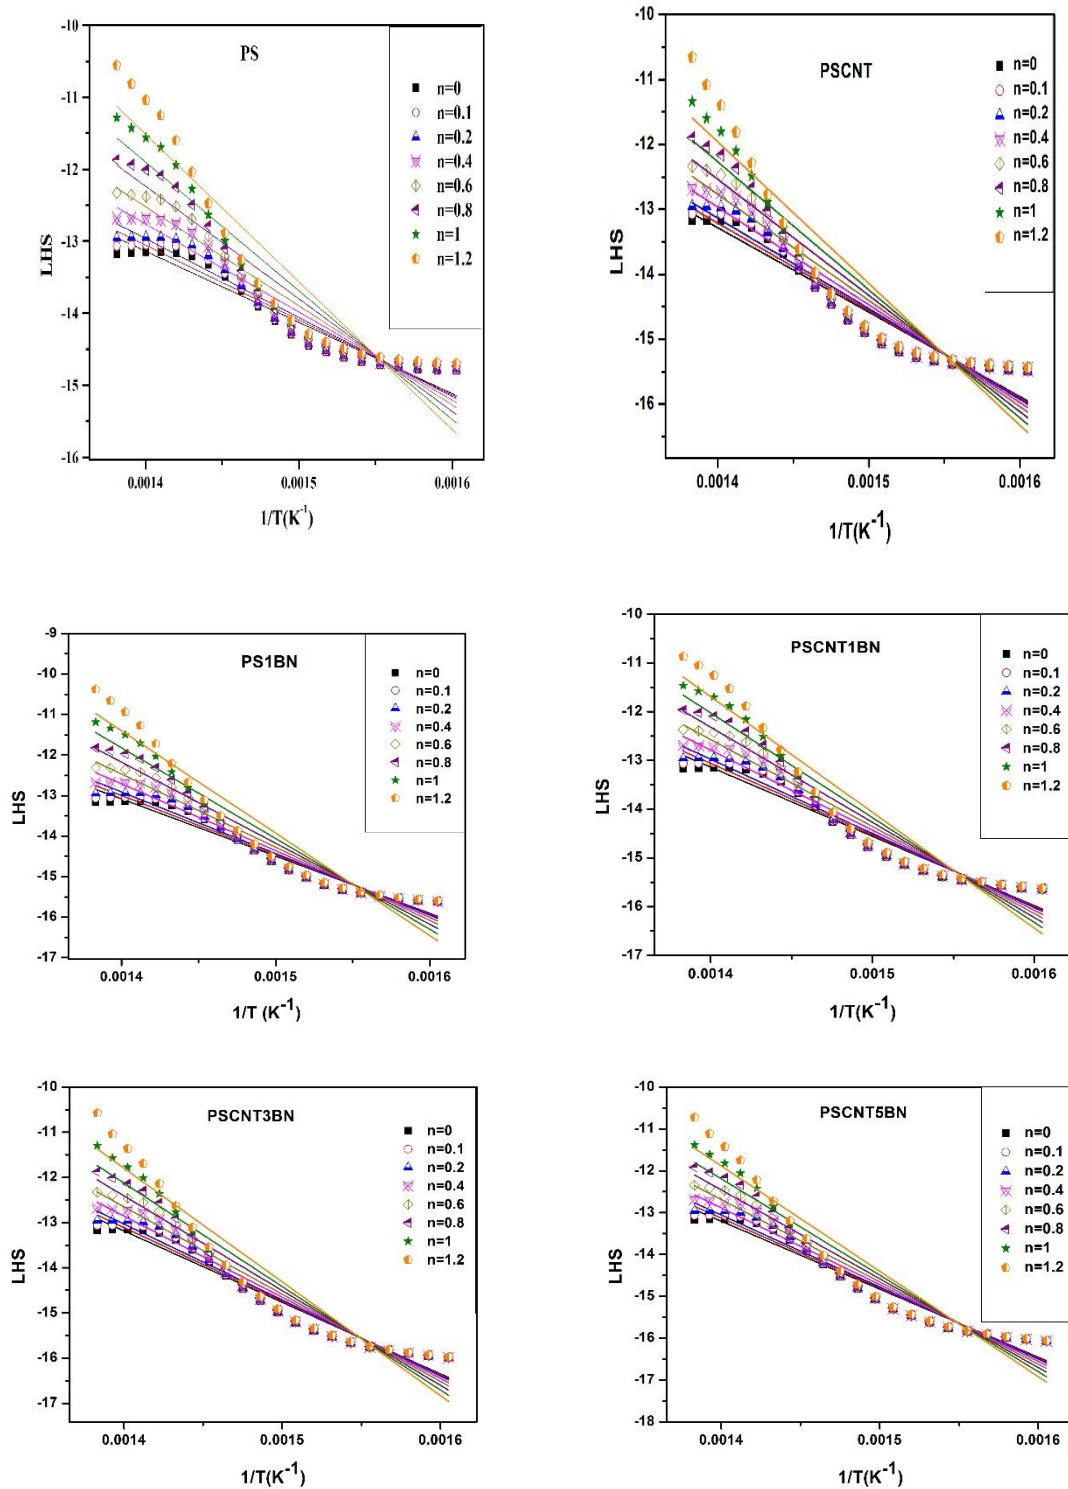 PS
n=0
n=0.1
n=0.2
n=0.4
n=0.6
n=0.8
n=1
n=1.2
-10
-11
-12
-13
-14
-15
-16
LHS
0.0014 0.0015 0.0016
1/T(K-1)
PSCNT
n=0
n=0.1
n=0.2
n=0.4
n=0.6
n=0.8
n=1
n=1.2
-10
-11
-12
-13
-14
-15
-16
LHS
0.0014 0.0015 0.0016
1/T(K-1)
PS1BN
n=0
n=0.1
n=0.2
n=0.4
n=0.6
n=0.8
n=1
n=1.2
-9
-10
-11
-12
-13
-14
-15
-16
-17
LHS
0.0014 0.0015 0.0016
1/T (K-1)
PSCNT1BN
n=0
n=0.1
n=0.2
n=0.4
n=0.6
n=0.8
n=1
n=1.2
-10
-11
-12
-13
-14
-15
-16
-17
LHS
0.0014 0.0015 0.0016
1/T(K-1)
PSCNT3BN
n=0
n=0.1
n=0.2
n=0.4
n=0.6
n=0.8
n=1
n=1.2
-10
-11
-12
-13
-14
-15
-16
-17
LHS
0.0014 0.0015 0.0016
1/T(K-1)
PSCNT5BN
n=0
n=0.1
n=0.2
n=0.4
n=0.6
n=0.8
n=1
n=1.2
-10
-11
-12
-13
-14
-15
-16
-17
-18
LHS
0.0014 0.0015 0.0016
1/T(K-1)